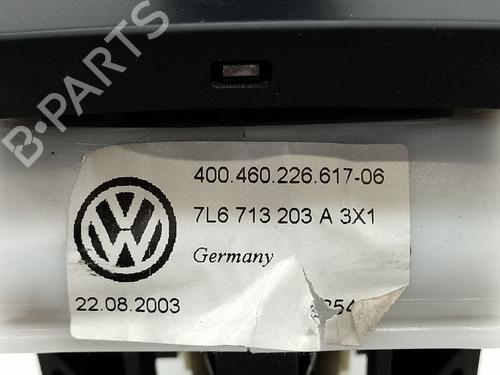 B-PARTS
400.460.226.617-06
7L6 713 203 A 3X1
Germany
22.08.2003